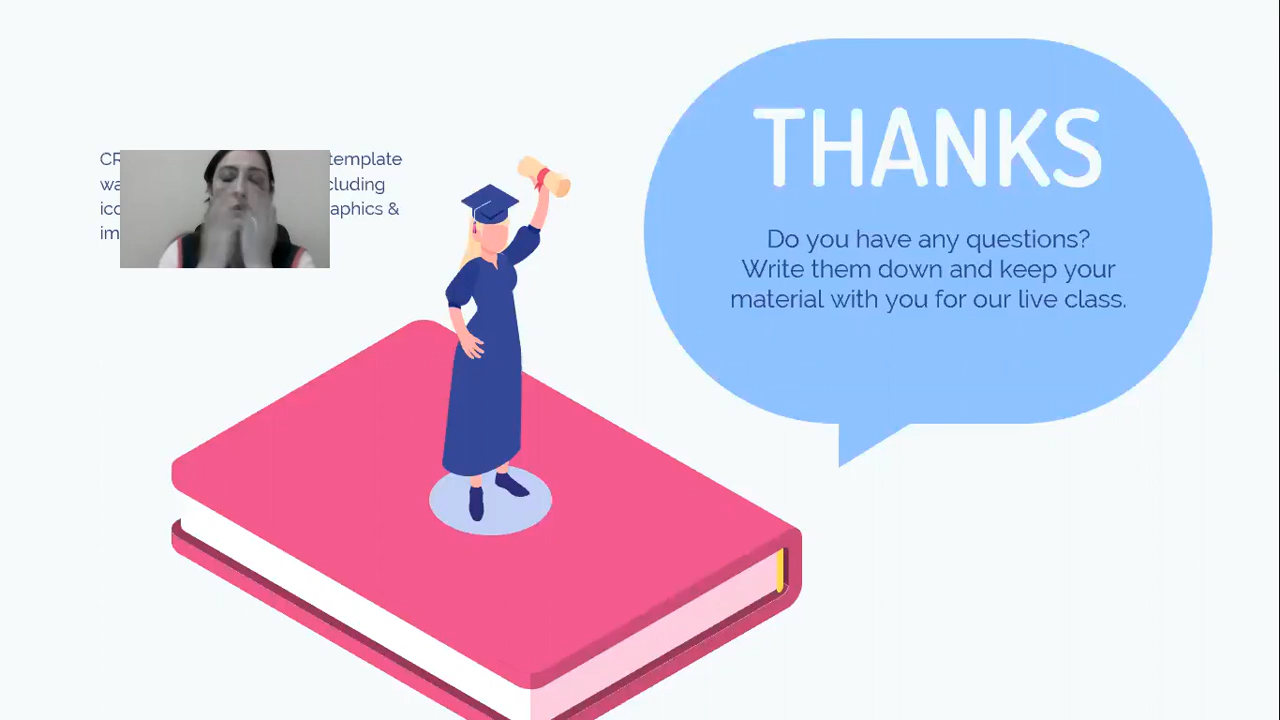 template
cluding
aphics &
THANKS
Do you have any questions?
Write them down and keep your
material with you for our live class.